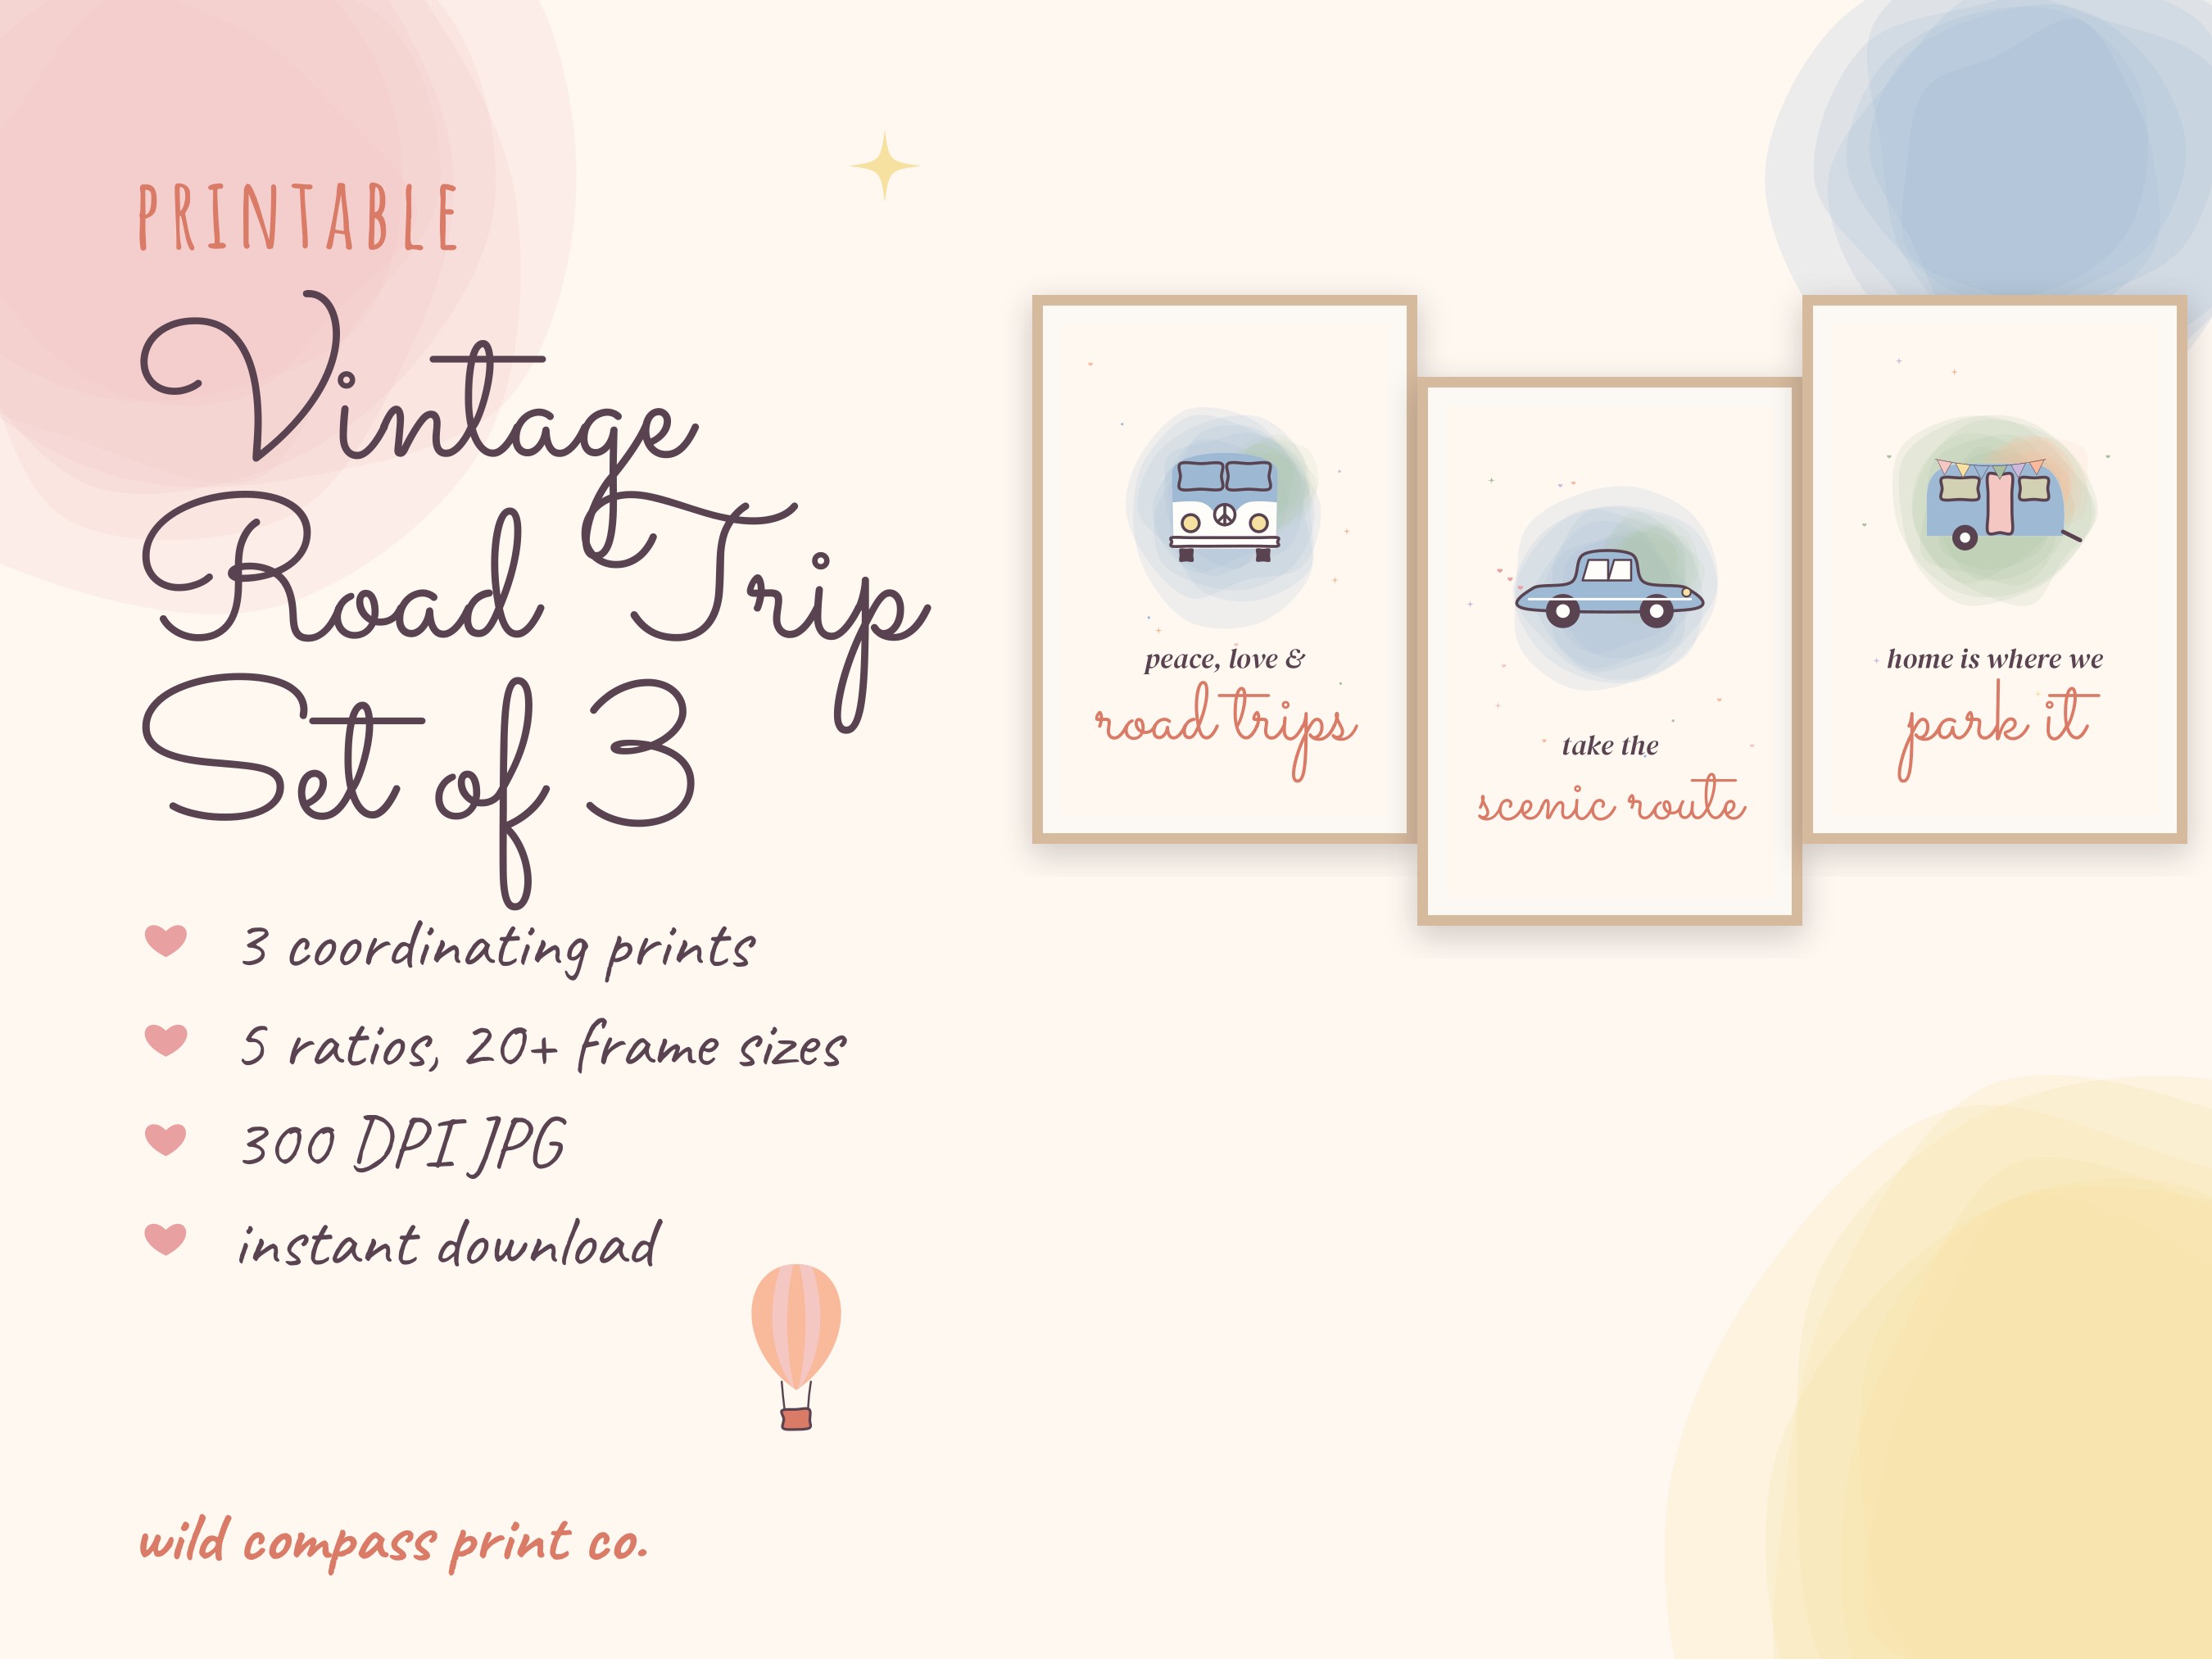 PRINTABLE
Vintage
Road Trip
Set of 3
3 coordinating prints
5 ratios, 20+ frame sizes
300 DPI JPG
instant download
wild compass print co.
peace, love &
road trips
take the
scenic route
home is where we
park it